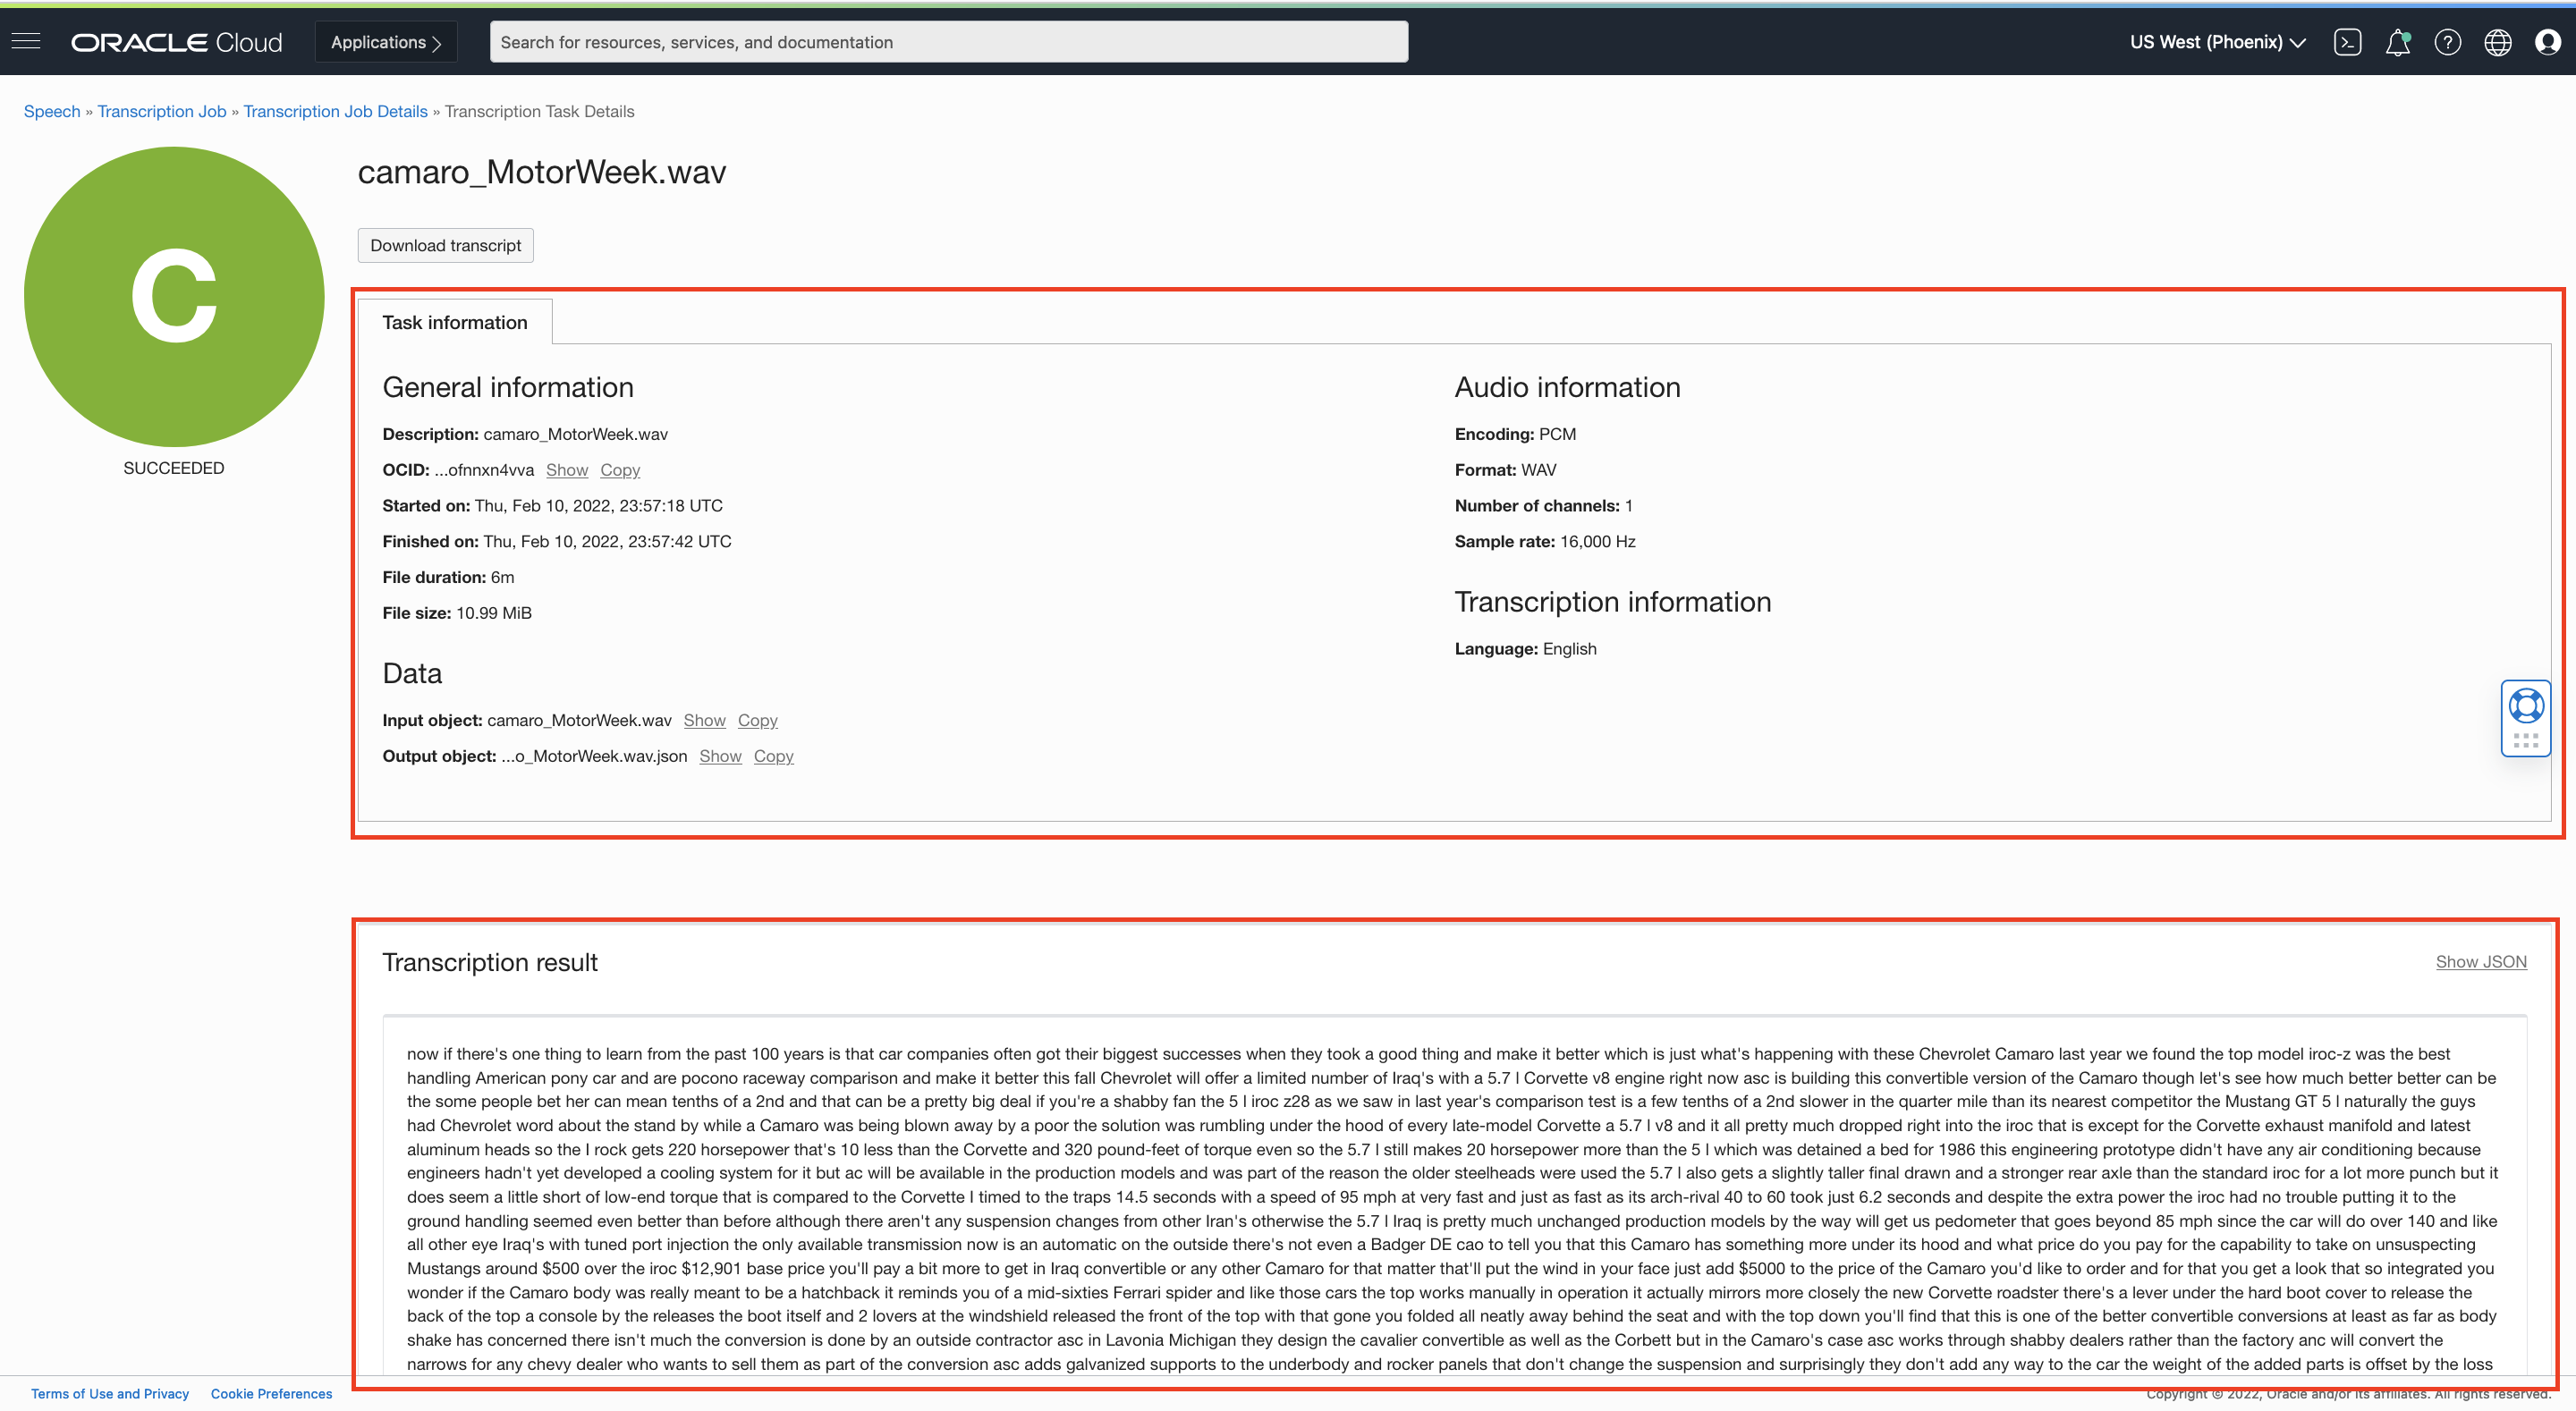 ORACLE Cloud
Applications
Search for resources, services, and documentation
US West (Phoenix)
Speech » Transcription Job » Transcription Job Details » Transcription Task Details
C
SUCCEEDED
camaro_MotorWeek.wav
Download transcript
Task information
General information
Description: camaro_MotorWeek.wav
OCID: ...ofnnxn4vva Show Copy
Started on: Thu, Feb 10, 2022, 23:57:18 UTC
Finished on: Thu, Feb 10, 2022, 23:57:42 UTC
File duration: 6m
File size: 10.99 MiB
Data
Input object: camaro_MotorWeek.wav Show Copy
Output object: ...o_MotorWeek.wav.json Show Copy
Audio information
Encoding: PCM
Format: WAV
Number of channels: 1
Sample rate: 16,000 Hz
Transcription information
Language: English
Transcription result
Show JSON
now if there's one thing to learn from the past 100 years is that car companies often got their biggest successes when they took a good thing and make it better which is just what's happening with these Chevrolet Camaro last year we found the top model iroc-z was the best
handling American pony car and are pocono raceway comparison and make it better this fall Chevrolet will offer a limited number of Iraq's with a 5.7 l Corvette v8 engine right now asc is building this convertible version of the Camaro though let's see how much better better can be
the some people bet her can mean tenths of a 2nd and that can be a pretty big deal if you're a shabby fan the 5 l iroc z28 as we saw in last year's comparison test is a few tenths of a 2nd slower in the quarter mile than its nearest competitor the Mustang GT 5 l naturally the guys
had Chevrolet word about the stand by while a Camaro was being blown away by a poor the solution was rumbling under the hood of every late-model Corvette a 5.7 l v8 and it all pretty much dropped right into the iroc that is except for the Corvette exhaust manifold and latest
aluminum heads so the I rock gets 220 horsepower that's 10 less than the Corvette and 320 pound-feet of torque even so the 5.7 l still makes 20 horsepower more than the 5 l which was detained a bed for 1986 this engineering prototype didn't have any air conditioning because
engineers hadn't yet developed a cooling system for it but ac will be available in the production models and was part of the reason the older steelheads were used the 5.7 l also gets a slightly taller final drawn and a stronger rear axle than the standard iroc for a lot more punch but it
does seem a little short of low-end torque that is compared to the Corvette I timed to the traps 14.5 seconds with a speed of 95 mph at very fast and just as fast as its arch-rival 40 to 60 took just 6.2 seconds and despite the extra power the iroc had no trouble putting it to the
ground handling seemed even better than before although there aren't any suspension changes from other Iran's otherwise the 5.7 l Iraq is pretty much unchanged production models by the way will get us pedometer that goes beyond 85 mph since the car will do over 140 and like
all other eye Iraq's with tuned port injection the only available transmission now is an automatic on the outside there's not even a Badger DE cao to tell you that this Camaro has something more under its hood and what price do you pay for the capability to take on unsuspecting
Mustangs around $500 over the iroc $12,901 base price you'll pay a bit more to get in Iraq convertible or any other Camaro for that matter that'll put the wind in your face just add $5000 to the price of the Camaro you'd like to order and for that you get a look that so integrated you
wonder if the Camaro body was really meant to be a hatchback it reminds you of a mid-sixties Ferrari spider and like those cars the top works manually in operation it actually mirrors more closely the new Corvette roadster there's a lever under the hard boot cover to release the
back of the top a console by the releases the boot itself and 2 lovers at the windshield released the front of the top with that gone you folded all neatly away behind the seat and with the top down you'll find that this is one of the better convertible conversions at least as far as body
shake has concerned there isn't much the conversion is done by an outside contractor asc in Lavonia Michigan they design the cavalier convertible as well as the Corbett but in the Camaro's case asc works through shabby dealers rather than the factory anc will convert the
narrows for any chevy dealer who wants to sell them as part of the conversion asc adds galvanized supports to the underbody and rocker panels that don't change the suspension and surprisingly they don't add any way to the car the weight of the added parts is offset by the loss
Terms of Use and Privacy Cookie Preferences
Copyright © 2022, Oracle and/or its affiliates. All rights reserved.